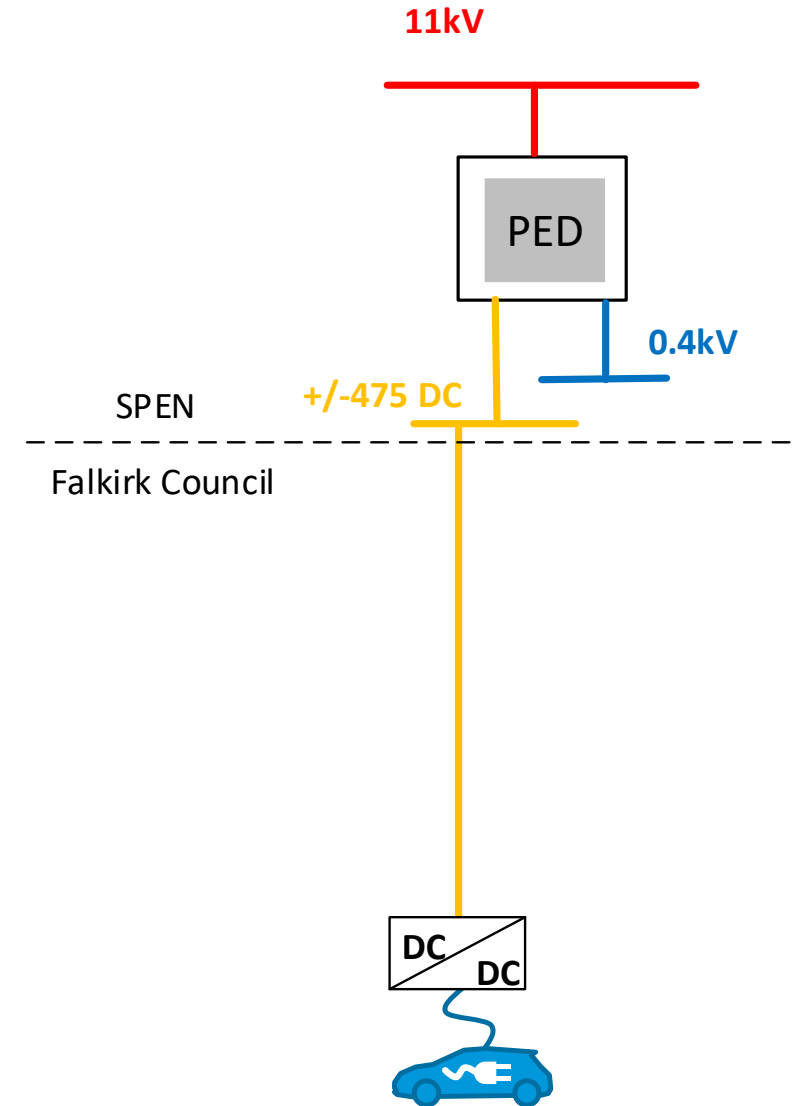 11kV
PED
0.4kV
+/-475 DC
SPEN
Falkirk Council
DC
DC